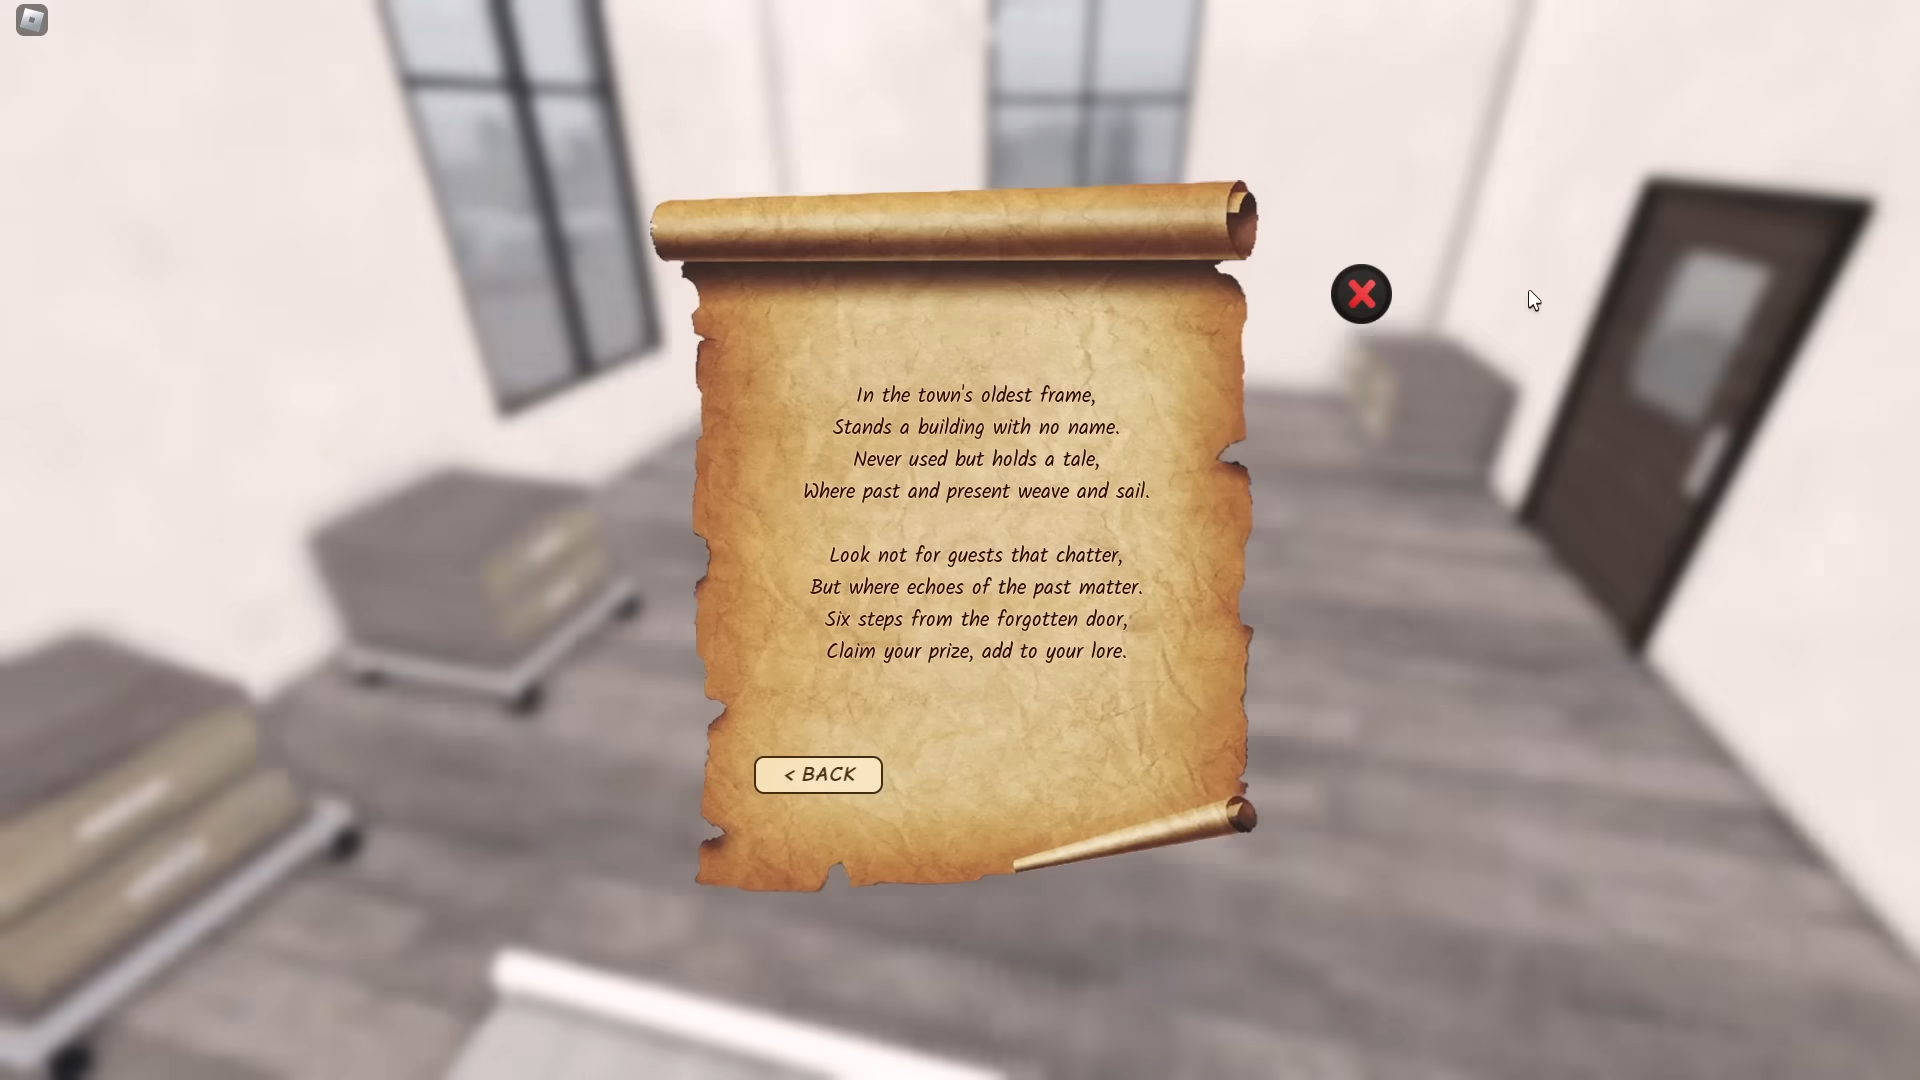 In the town's oldest frame,
Stands a building with no name.
Never used but holds a tale,
Where past and present weave and sail.
Look not for guests that chatter,
But where echoes of the past matter.
Six steps from the forgotten door,
Claim your prize, add to your lore.
< BACK